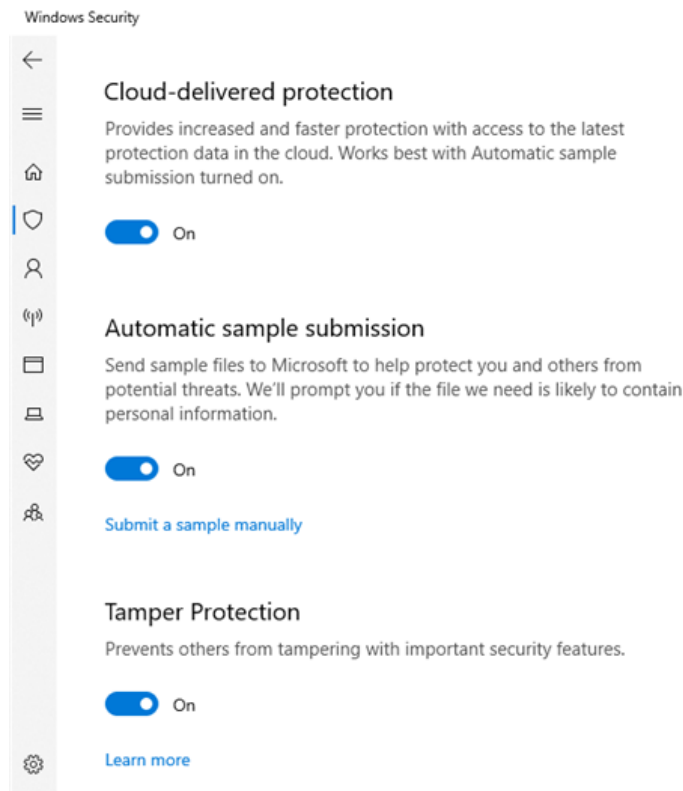 Windows Security
Cloud-delivered protection
Provides increased and faster protection with access to the latest
protection data in the cloud. Works best with Automatic sample
submission turned on.
On
Automatic sample submission
Send sample files to Microsoft to help protect you and others from
potential threats. We’ll prompt you if the file we need is likely to contain
personal information.
On
Submit a sample manually
Tamper Protection
Prevents others from tampering with important security features.
On
Learn more